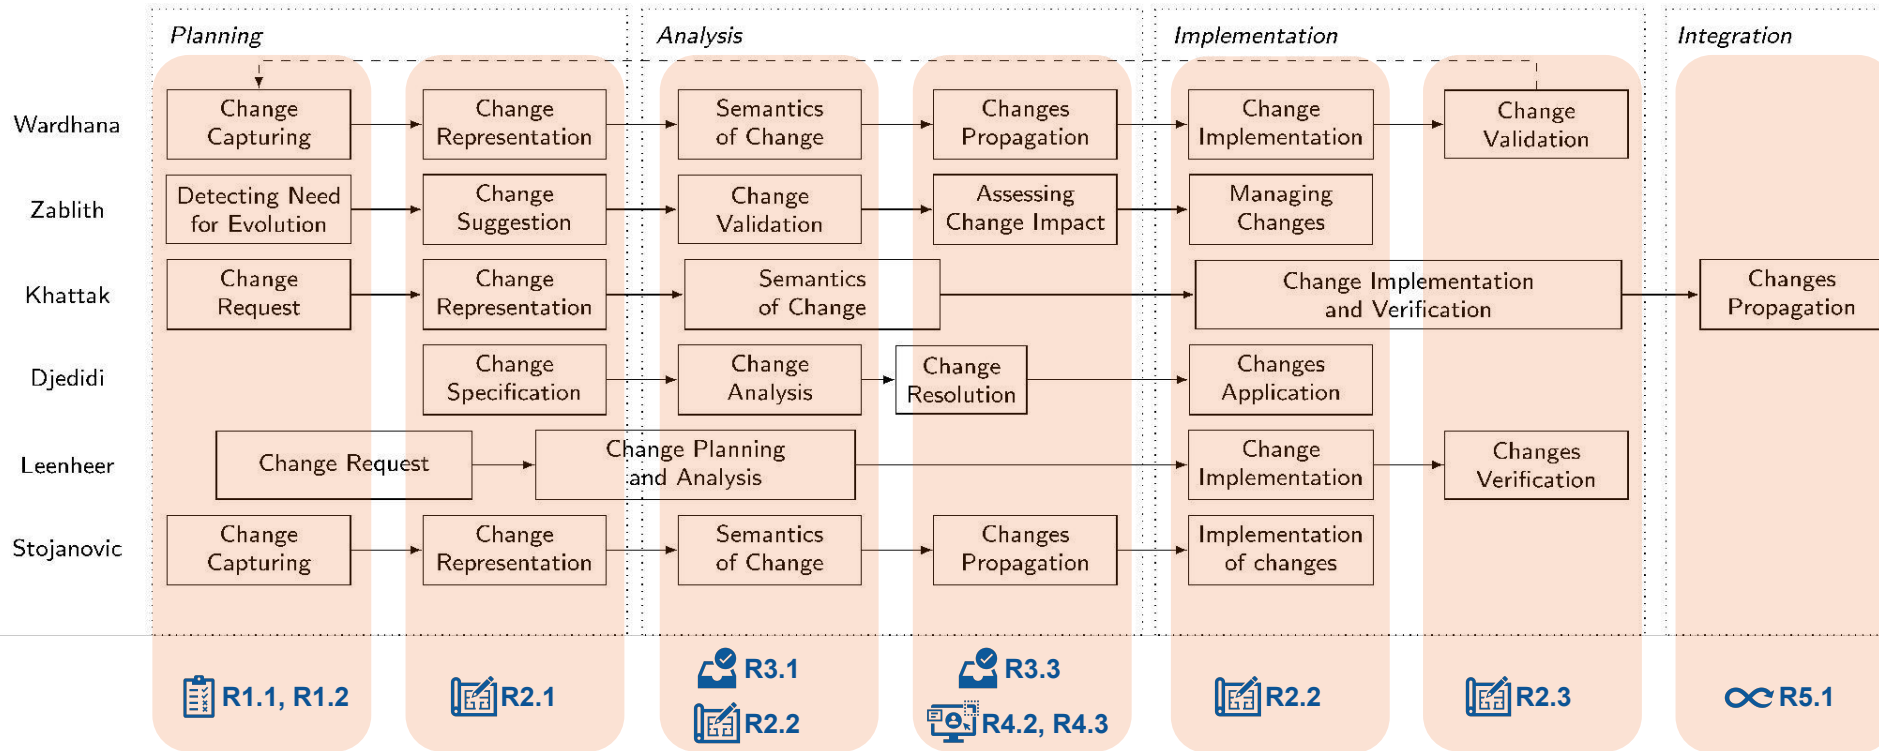 Planning
Analysis
Implementation
Integration
Wardhana
Change
Capturing
Change
Representation
Semantics
of Change
Changes
Propagation
Change
Implementation
Change
Validation
Zablith
Detecting Need
for Evolution
Change
Suggestion
Change
Validation
Assessing
Change Impact
Managing
Changes
Khattak
Change
Request
Change
Representation
Semantics
of Change
Change Implementation
and Verification
Changes
Propagation
Djedidi
Change
Specification
Change
Analysis
Change
Resolution
Changes
Application
Leenheer
Change Request
Change Planning
and Analysis
Change
Implementation
Changes
Verification
Stojanovic
Change
Capturing
Change
Representation
Semantics
of Change
Changes
Propagation
Implementation
of changes
R1.1, R1.2
R2.1
R3.1
R2.2
R3.3
R4.2, R4.3
R2.2
R2.3
R5.1